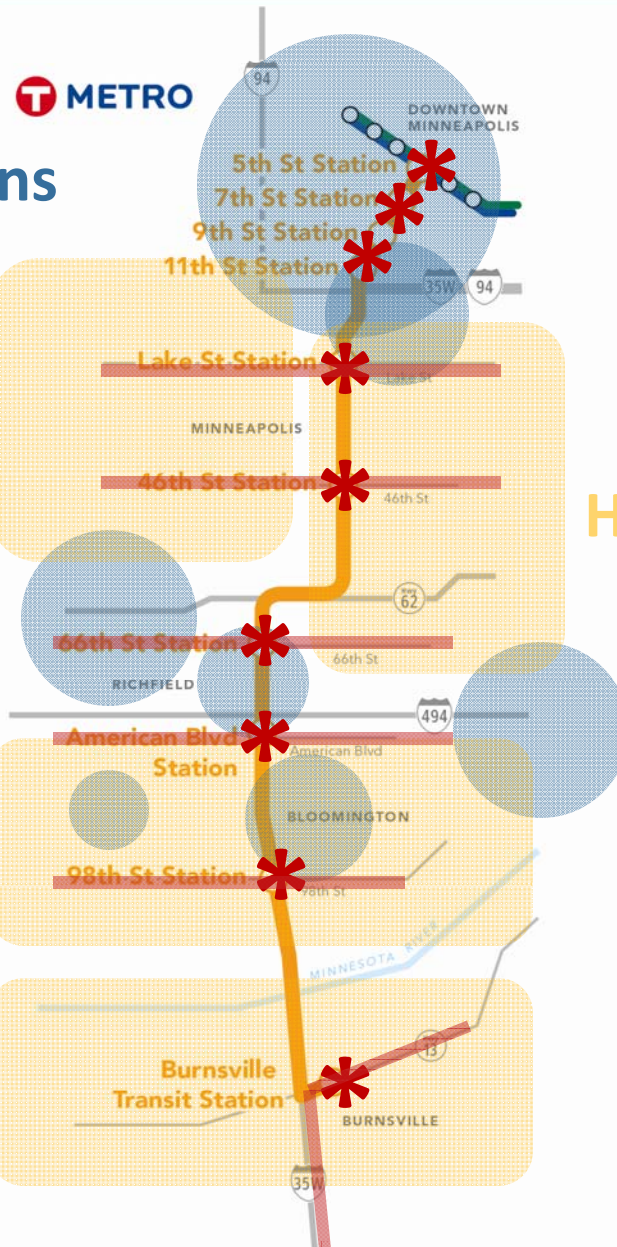 94
T METRO
DOWNTOWN
MINNEAPOLIS
ns
5th St Station
7th St Station
9th St Station
11th St Station
35W
94
Lake St Station
Lake St
MINNEAPOLIS
46th St Station
46th St
H
HWY
62
66th St Station
66th St
RICHFIELD
494
American Blvd
Station
American Blvd
BLOOMINGTON
98th St Station
98th St
MINNESOTA RIVER
13
Burnsville
Transit Station
BURNSVILLE
35W